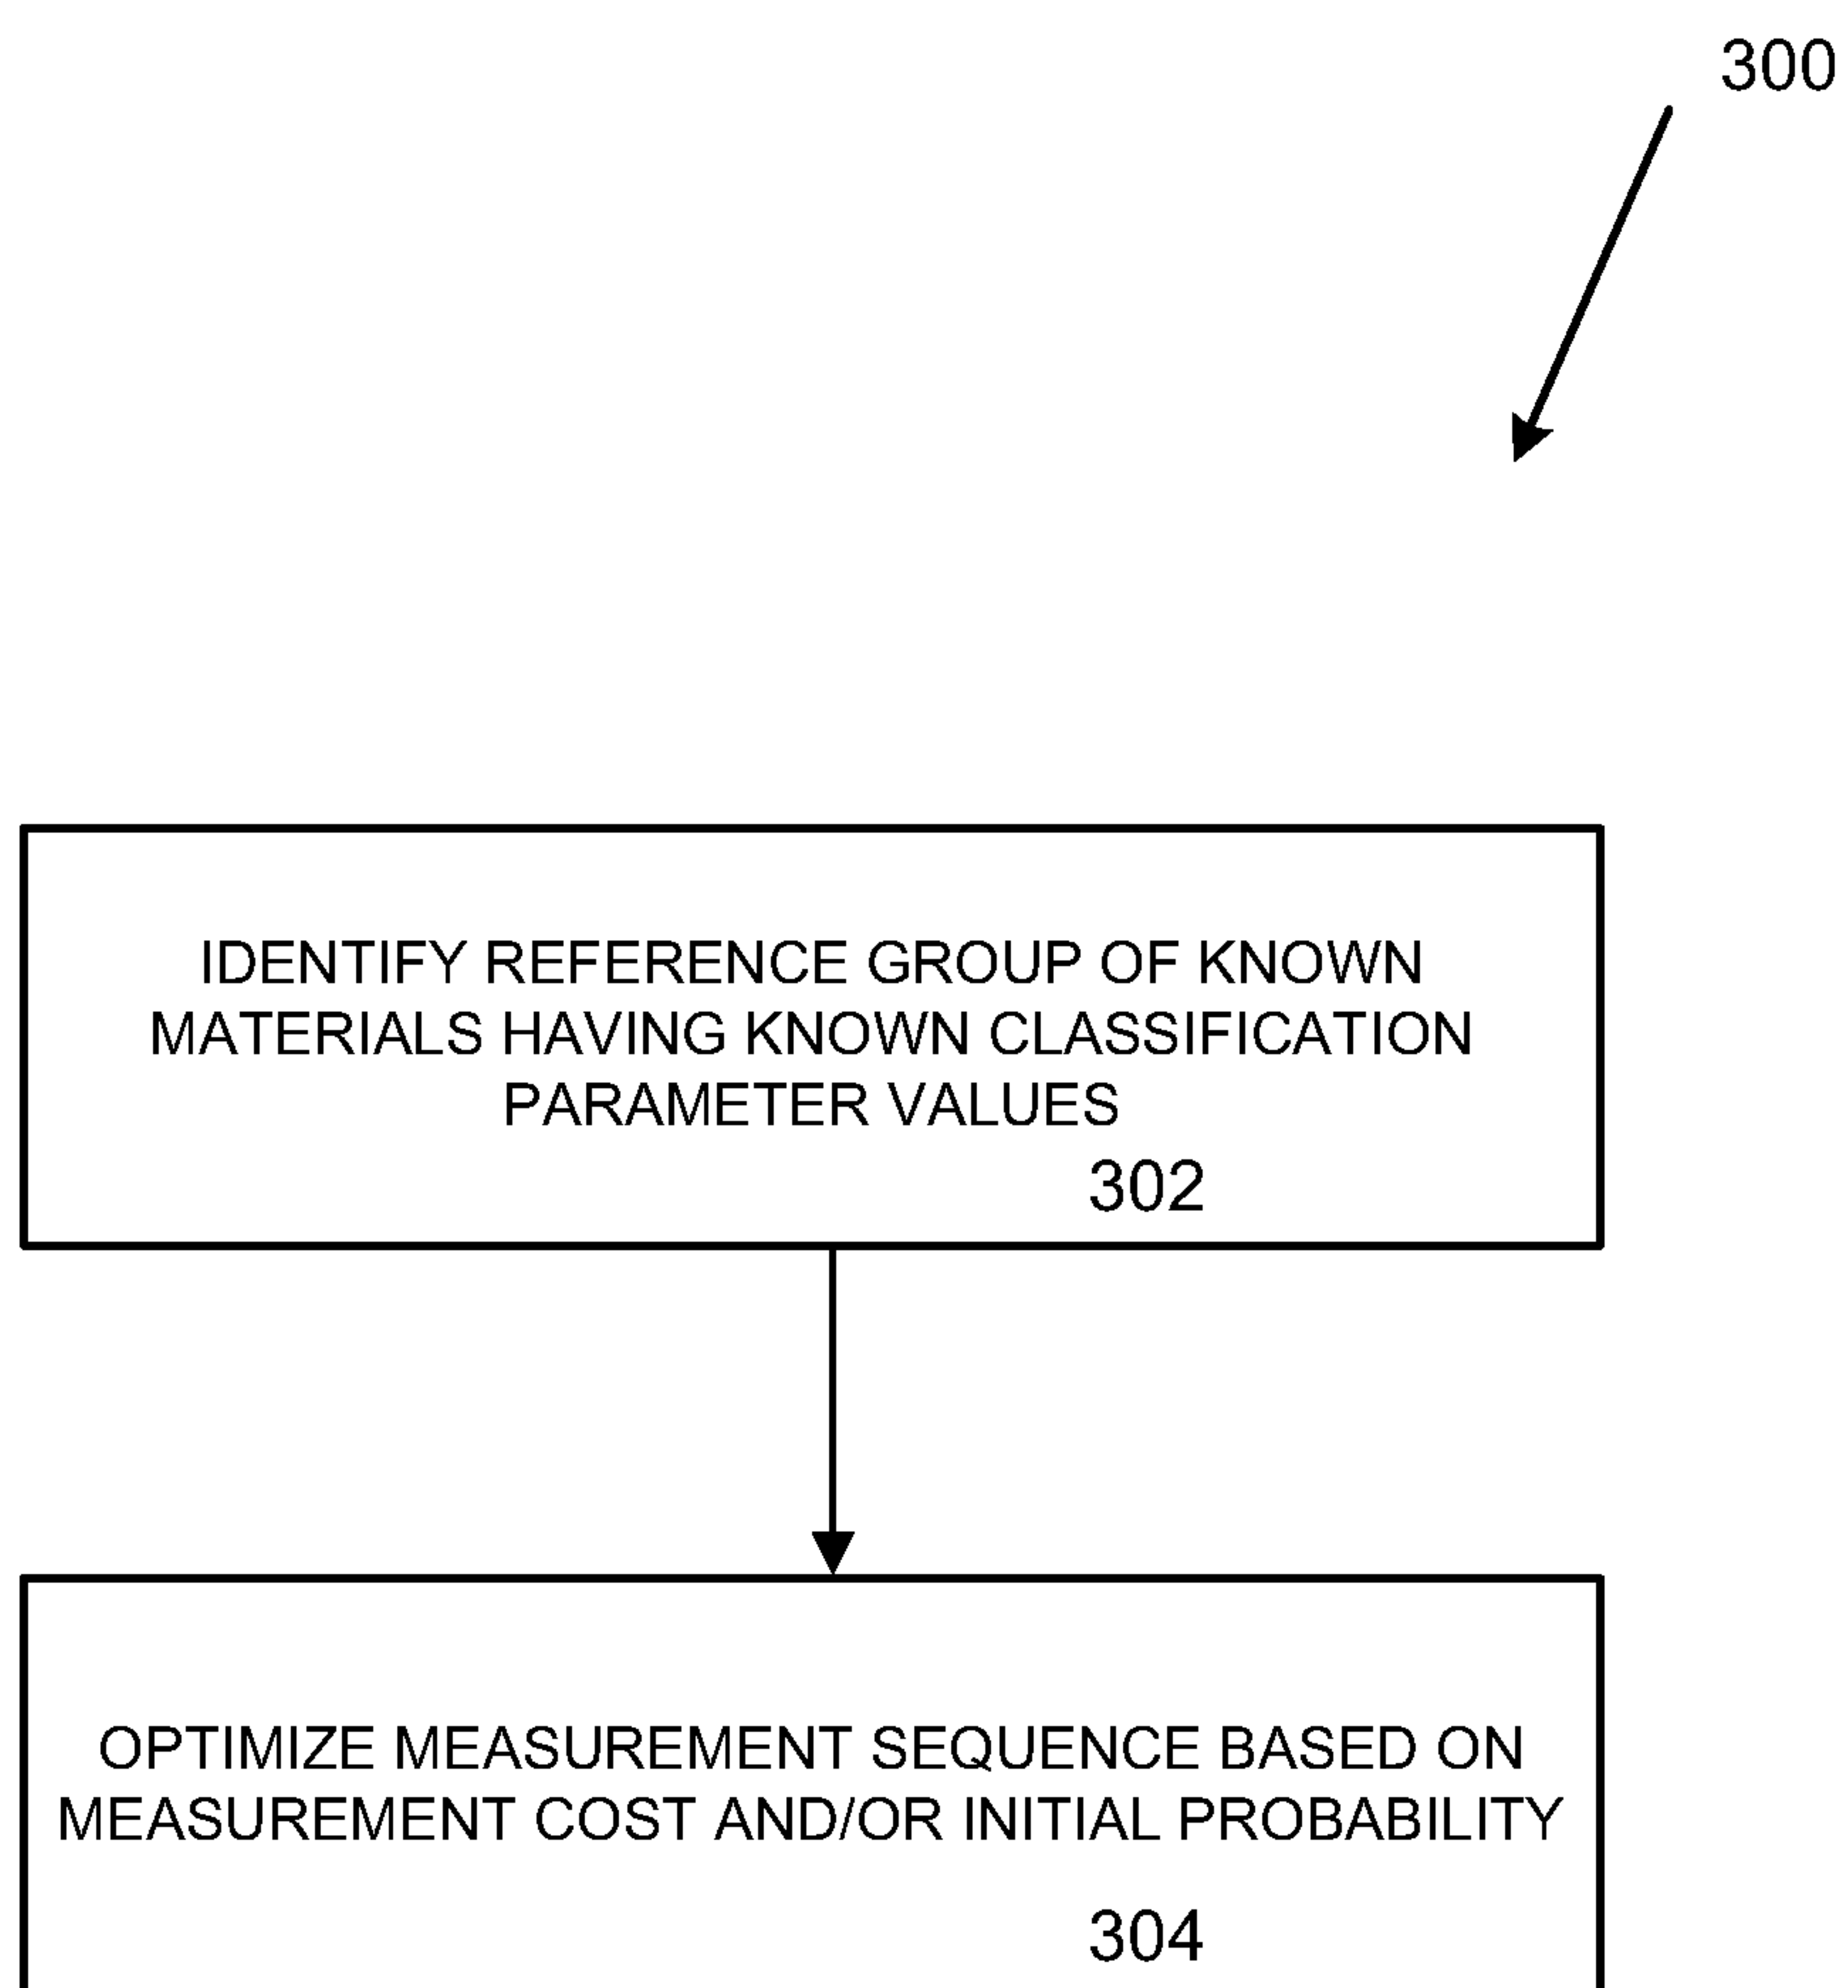 300
IDENTIFY REFERENCE GROUP OF KNOWN
MATERIALS HAVING KNOWN CLASSIFICATION
PARAMETER VALUES
302
OPTIMIZE MEASUREMENT SEQUENCE BASED ON
MEASUREMENT COST AND/OR INITIAL PROBABILITY
304